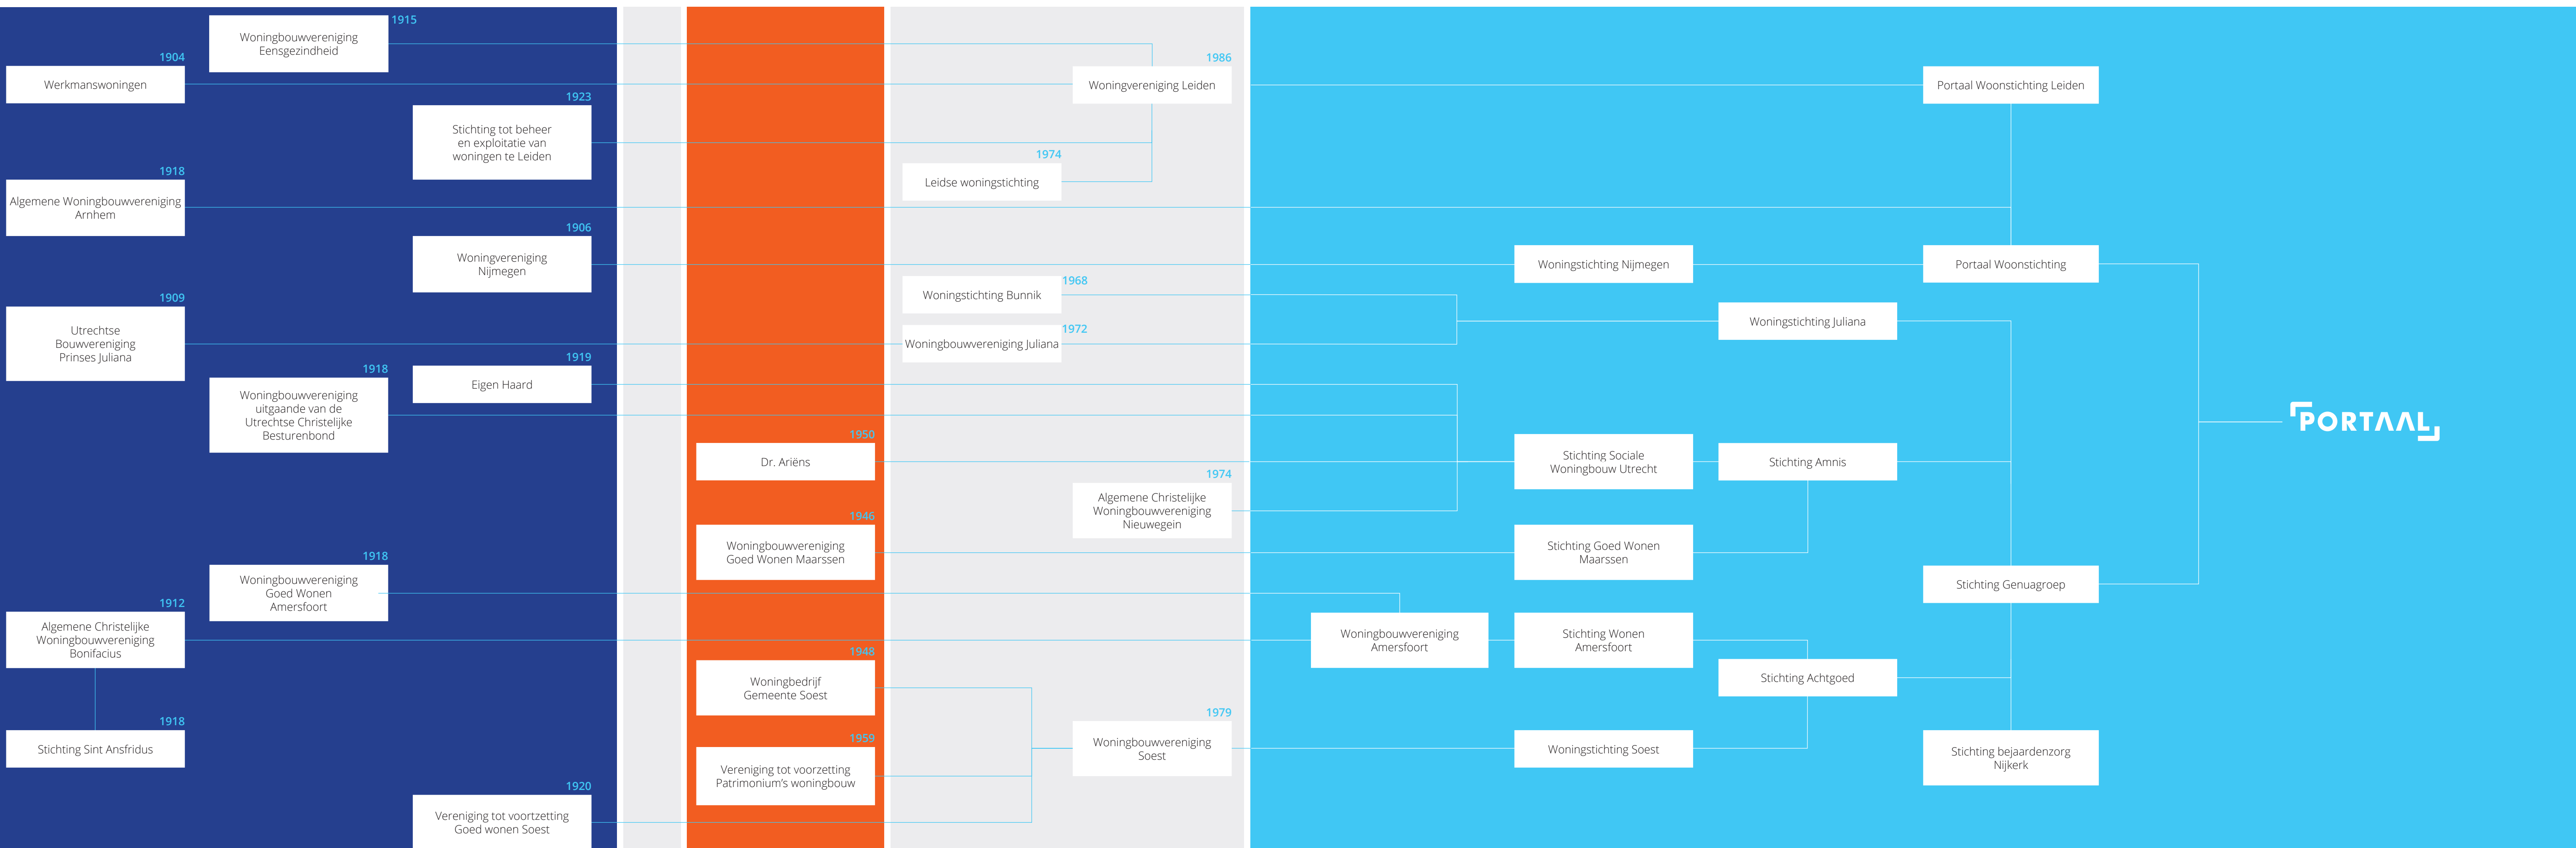 1915
Woningbouwvereniging
Eensgezindheid
1904
Werkmanswoningen
1923
Stichting tot beheer
en exploitatie van
woningen te Leiden
1918
Algemene Woningbouwvereniging
Arnhem
1906
Woningvereniging
Nijmegen
1909
Utrechtse
Bouwvereniging
Prinses Juliana
1919
Eigen Haard
1918
Woningbouwvereniging
uitgaande van de
Utrechtse Christelijke
Besturenbond
1918
Woningbouwvereniging
Goed Wonen
Amersfoort
1912
Algemene Christelijke
Woningbouwvereniging
Bonifacius
1918
Stichting Sint Ansfridus
1920
Vereniging tot voortzetting
Goed wonen Soest
1950
Dr. Ariëns
1946
Woningbouwvereniging
Goed Wonen Maarssen
1948
Woningbedrijf
Gemeente Soest
1959
Vereniging tot voorzetting
Patrimonium's woningbouw
1986
Woningvereniging Leiden
1974
Leidse woningstichting
1968
Woningstichting Bunnik
1972
Woningbouwvereniging Juliana
1974
Algemene Christelijke
Woningbouwvereniging
Nieuwegein
1979
Woningbouwvereniging
Soest
Portaal Woonstichting Leiden
Woningstichting Nijmegen
Portaal Woonstichting
Woningstichting Juliana
Stichting Sociale
Woningbouw Utrecht
Stichting Amnis
Stichting Goed Wonen
Maarssen
Stichting Genuagroep
Woningbouwvereniging
Amersfoort
Stichting Wonen
Amersfoort
Stichting Achtgoed
Woningstichting Soest
Stichting bejaardenzorg
Nijkerk
PORTAAL